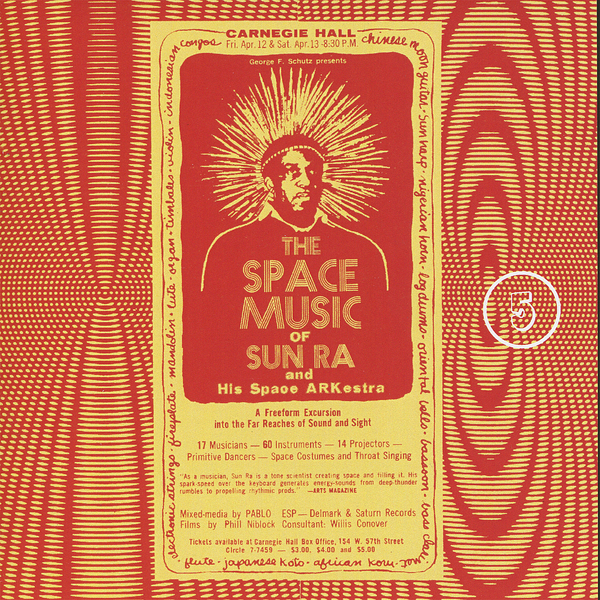 CARNEGIE HALL
Fri. Apr. 12 & Sat. Apr. 13 - 8:30 P.M.
George F. Schutz presents
THE
SPACE
MUSIC
OF
SUN RA
and
His Space ARKestra
A Freeform Excursion
into the Far Reaches of Sound and Sight
17 Musicians — 60 Instruments — 14 Projectors —
Primitive Dancers — Space Costumes and Throat Singing
"As a musician, Sun Ra is a tone scientist creating space and filling it. His
spark-speed over the keyboard generates energy-sounds from deep-thunder
rumbles to propelling rhythmic prods." —ARTS MAGAZINE
Mixed-media by PABLO ESP — Delmark & Saturn Records
Films by Phill Niblock Consultant: Willis Conover
Tickets available at Carnegie Hall Box Office, 154 W. 57th Street
Circle 7-7459 — $3.00, $4.00 and $5.00
electronic strings - fireplate - mandolin - lute - organ - timbales - violin - indonesian congos
chinese moon guitar - sun harp - nigerian horn - log drums - oriental bells - bassoon - bass
flute - japanese koto - african
5